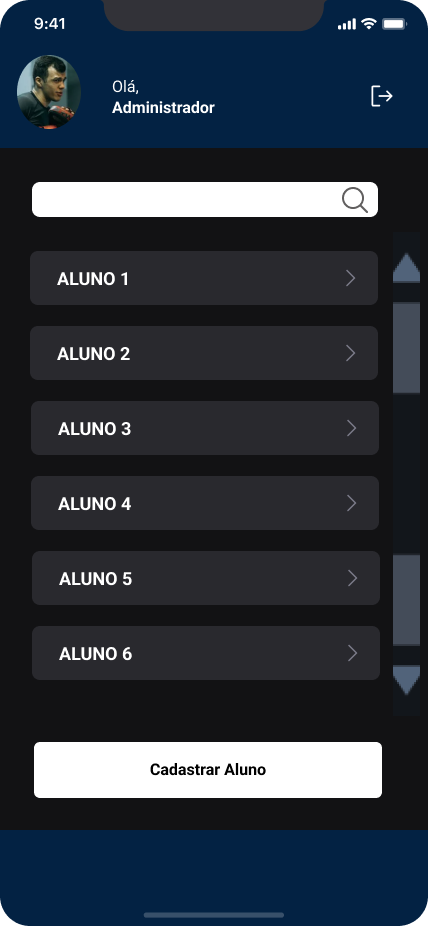 9:41
Olá,
Administrador
ALUNO 1
ALUNO 2
ALUNO 3
ALUNO 4
ALUNO 5
ALUNO 6
Cadastrar Aluno